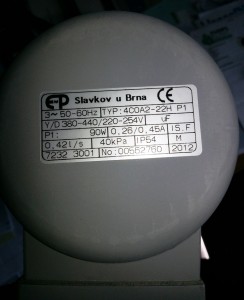 EP Slavkov u Brna CE
3~50-60Hz TYP:4COA2-22H P1
Y/D 380-440/220-254V uF
P1: 90W 0,26/0,45A IS.F
0,42l/s 40kPa IP54 M
7232 3001 No:00562760 2012